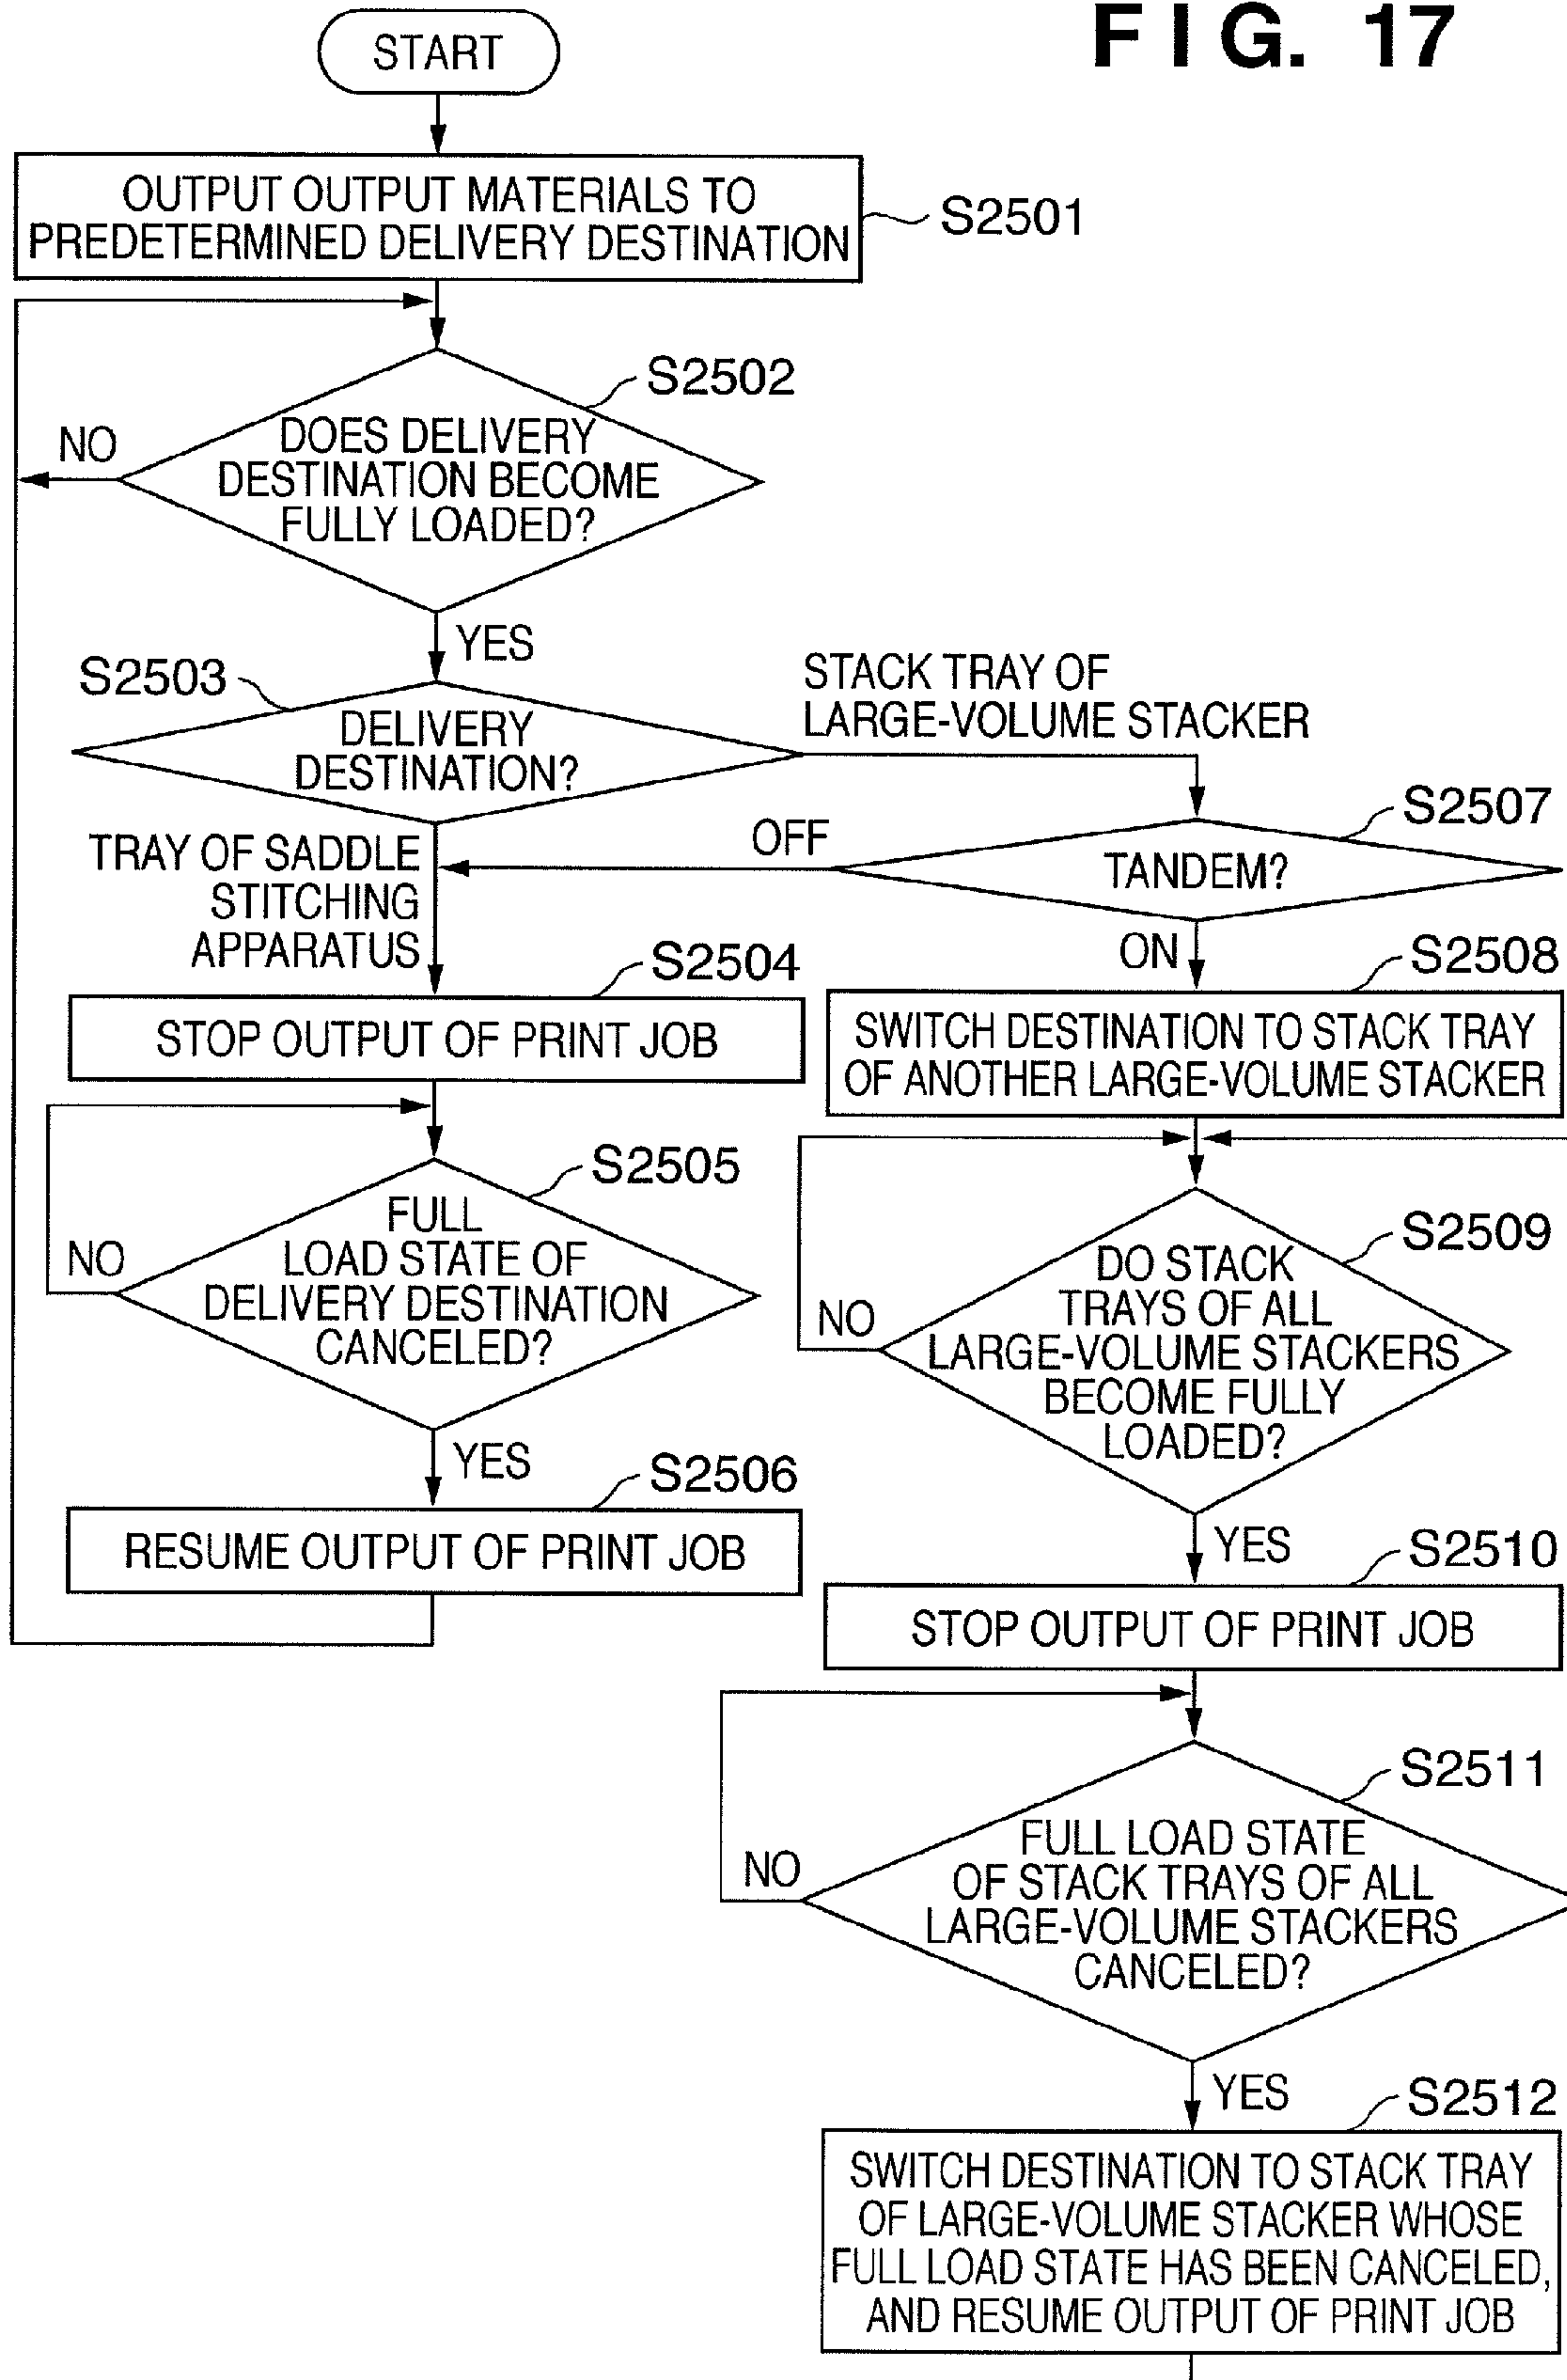 FIG. 17
START
OUTPUT OUTPUT MATERIALS TO
PREDETERMINED DELIVERY DESTINATION
S2501
S2502
DOES DELIVERY
DESTINATION BECOME
FULLY LOADED?
NO
YES
S2503
DELIVERY
DESTINATION?
STACK TRAY OF
LARGE-VOLUME STACKER
TRAY OF SADDLE
STITCHING
APPARATUS
OFF
S2507
TANDEM?
ON
S2504
STOP OUTPUT OF PRINT JOB
S2508
SWITCH DESTINATION TO STACK TRAY
OF ANOTHER LARGE-VOLUME STACKER
S2505
FULL
LOAD STATE OF
DELIVERY DESTINATION
CANCELED?
NO
YES
S2506
RESUME OUTPUT OF PRINT JOB
S2509
DO STACK
TRAYS OF ALL
LARGE-VOLUME STACKERS
BECOME FULLY
LOADED?
NO
YES
S2510
STOP OUTPUT OF PRINT JOB
S2511
FULL LOAD STATE
OF STACK TRAYS OF ALL
LARGE-VOLUME STACKERS
CANCELED?
NO
YES
S2512
SWITCH DESTINATION TO STACK TRAY
OF LARGE-VOLUME STACKER WHOSE
FULL LOAD STATE HAS BEEN CANCELED,
AND RESUME OUTPUT OF PRINT JOB